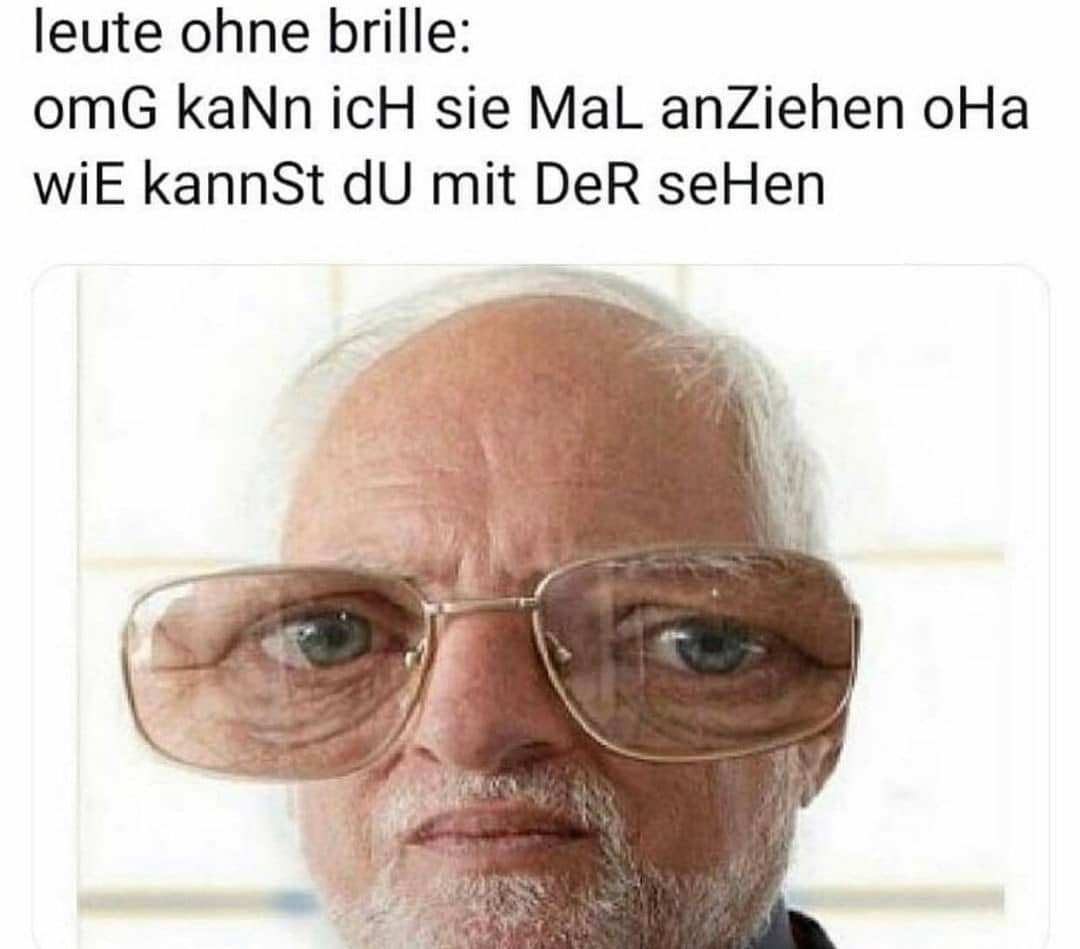 leute ohne brille:
omG kaNn icH sie MaL anZiehen oHa
wiE kannSt dU mit DeR seHen